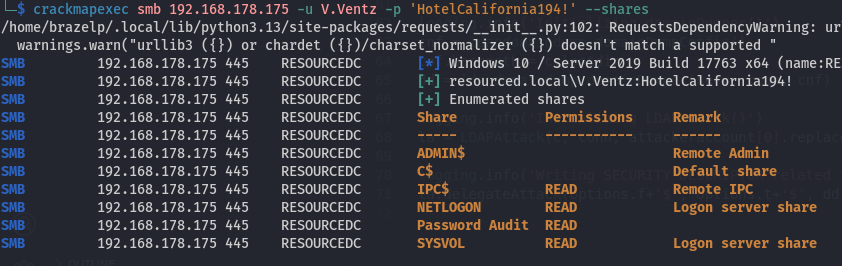 └─$ crackmapexec smb 192.168.178.175 -u V.Ventz -p 'HotelCalifornia194!' --shares
/home/brazelp/.local/lib/python3.13/site-packages/requests/__init__.py:102: RequestsDependencyWarning: ur
warnings.warn("urllib3 ({}) or chardet ({})/charset_normalizer ({}) doesn't match a supported "
SMB 192.168.178.175 445 RESOURCEDC [*] Windows 10 / Server 2019 Build 17763 x64 (name:RE
SMB 192.168.178.175 445 RESOURCEDC [+] resourced.local\V.Ventz:HotelCalifornia194!
SMB 192.168.178.175 445 RESOURCEDC [+] Enumerated shares
SMB 192.168.178.175 445 RESOURCEDC Share Permissions Remark
SMB 192.168.178.175 445 RESOURCEDC ----- ----------- ------
SMB 192.168.178.175 445 RESOURCEDC ADMIN$ Remote Admin
SMB 192.168.178.175 445 RESOURCEDC C$ Default share
SMB 192.168.178.175 445 RESOURCEDC IPC$ READ Remote IPC
SMB 192.168.178.175 445 RESOURCEDC NETLOGON READ Logon server share
SMB 192.168.178.175 445 RESOURCEDC Password Audit READ
SMB 192.168.178.175 445 RESOURCEDC SYSVOL READ Logon server share